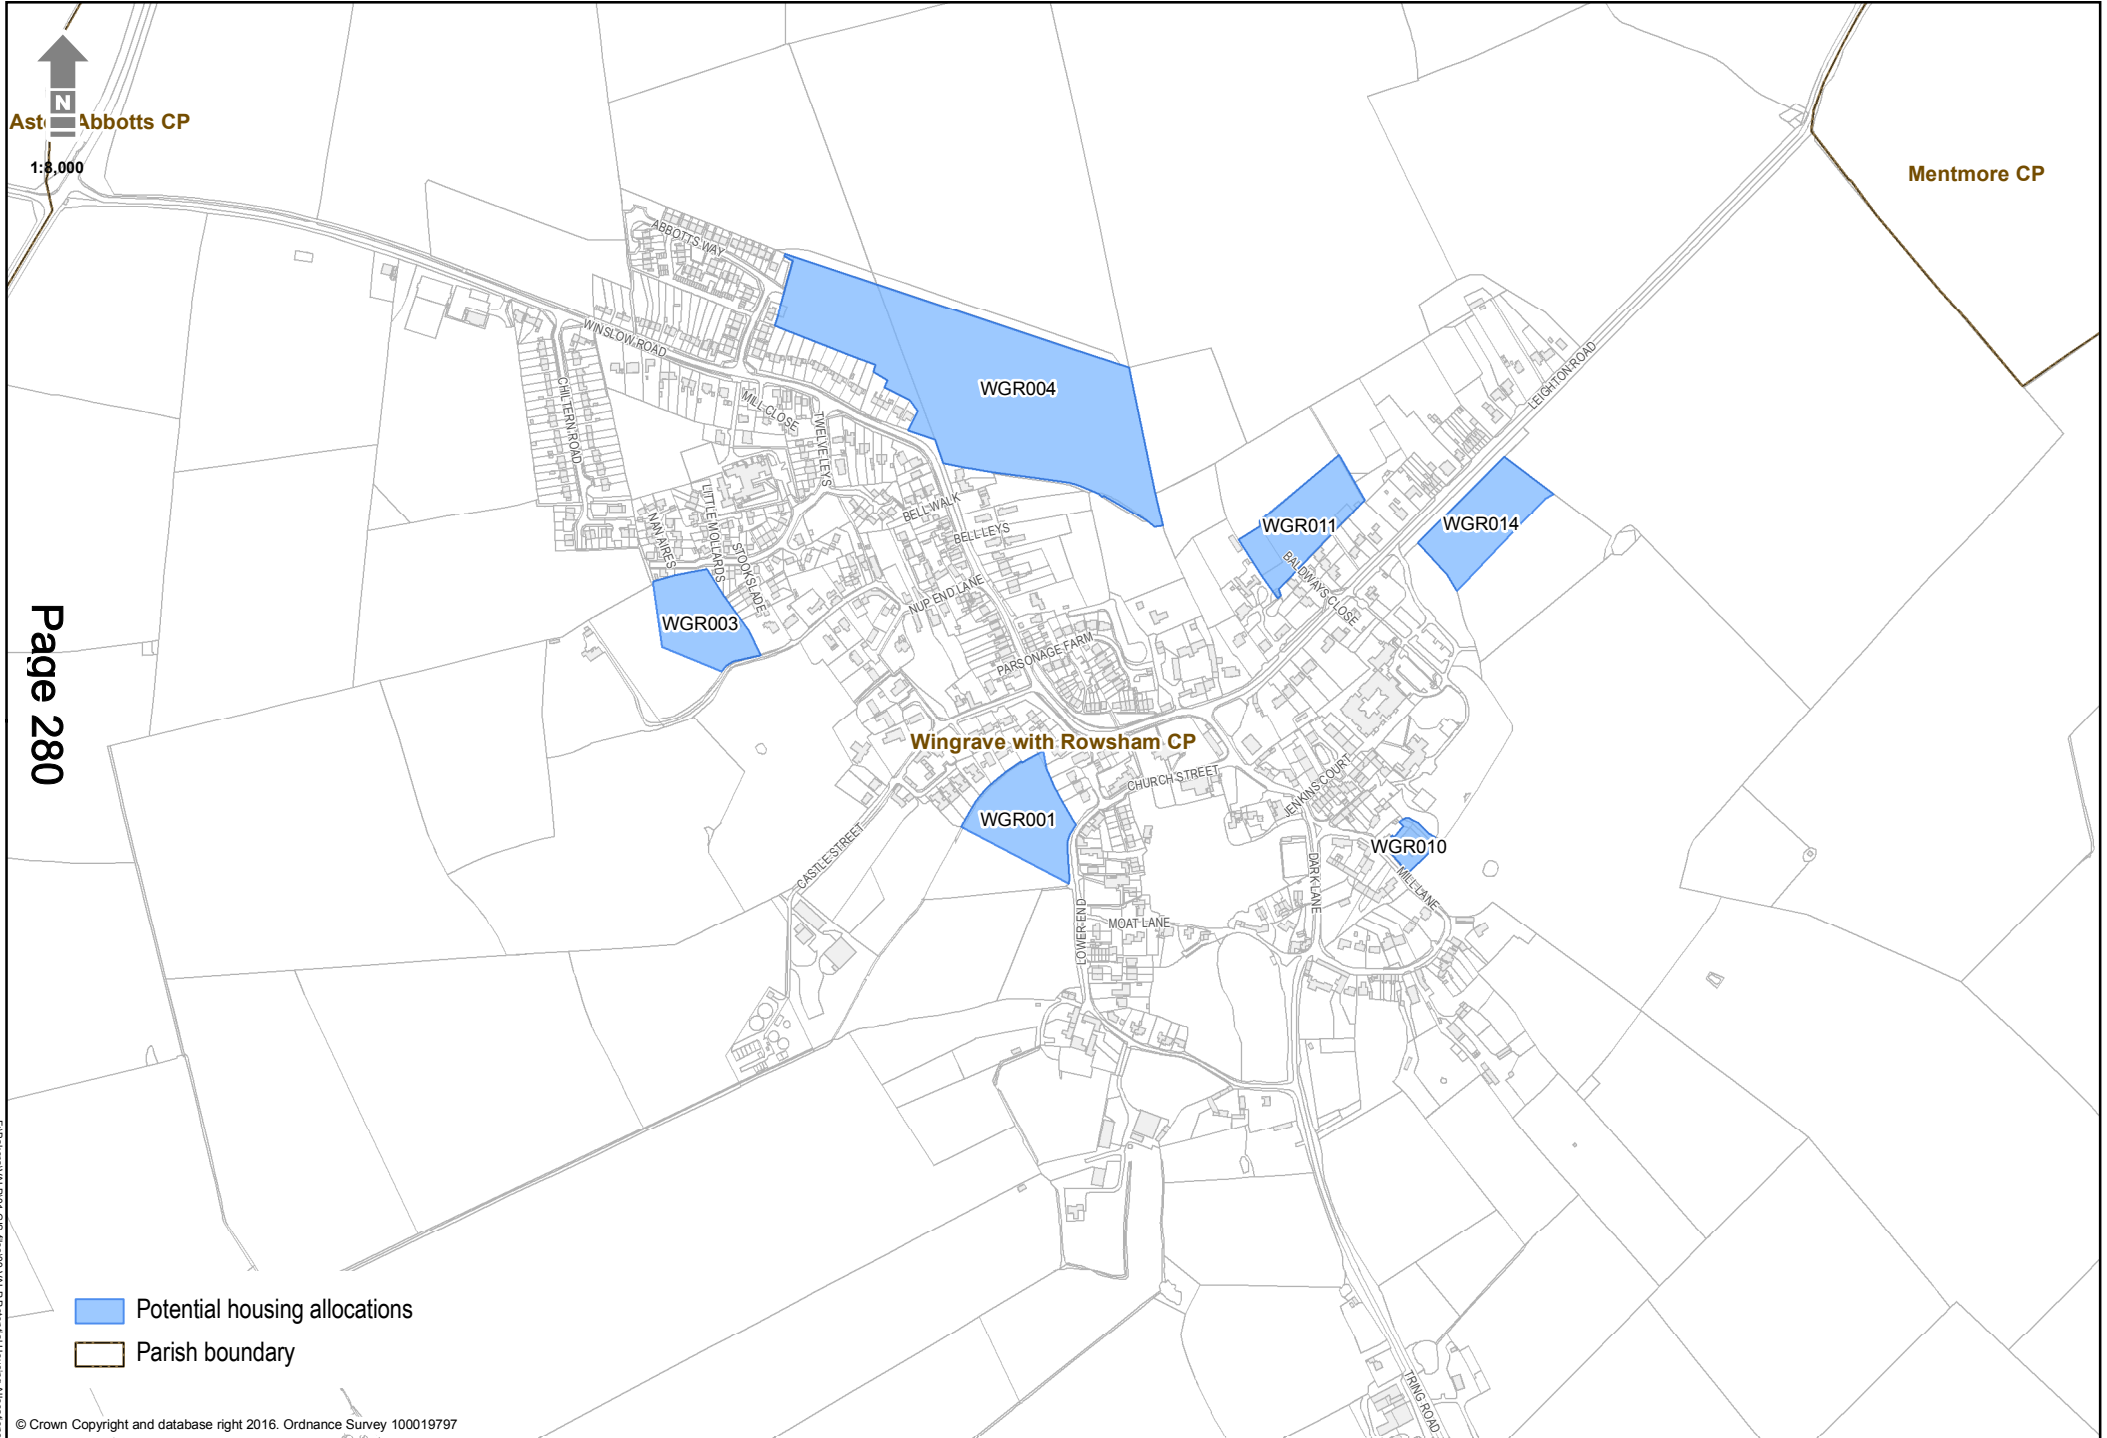 N
Abbotts CP
1:8,000
Mentmore CP
ABBOTTS WAY
WINSLOW ROAD
CHILTERN ROAD
MILL CLOSE
TWELVE LEYS
WGR004
LEIGHTON ROAD
LITTLE MOLLARDS
NAN AIRES
STOOKSLADE
BELL WALK
BELL LEYS
NUP END LANE
WGR011
WGR014
BALDWAYS CLOSE
WGR003
PARSONAGE FARM
Page 280
Wingrave with Rowsham CP
CHURCH STREET
JENKINS COURT
WGR001
CASTLE STREET
WGR010
DARK LANE
MILL LANE
LOWER END
MOAT LANE
TRING ROAD
Potential housing allocations
Parish boundary
© Crown Copyright and database right 2016. Ordnance Survey 100019797